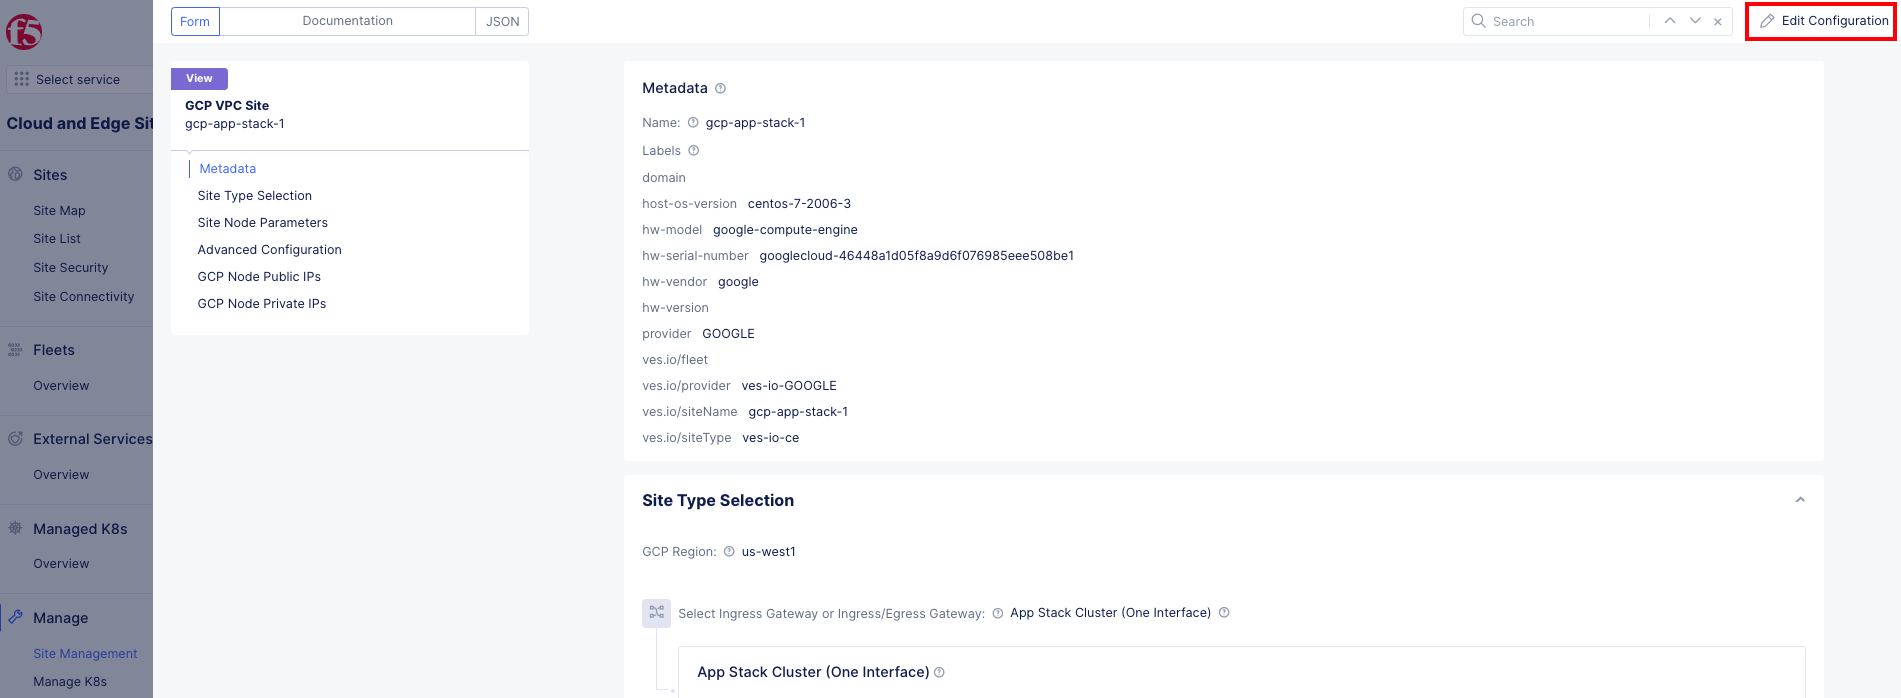 Form
Documentation
JSON
Search
Edit Configuration
f5
Select service
Cloud and Edge Sit
Sites
Site Map
Site List
Site Security
Site Connectivity
Fleets
Overview
External Services
Overview
Managed K8s
Overview
Manage
Site Management
Manage K8s
View
GCP VPC Site
gcp-app-stack-1
Metadata
Site Type Selection
Site Node Parameters
Advanced Configuration
GCP Node Public IPs
GCP Node Private IPs
Metadata
Name: gcp-app-stack-1
Labels
domain
host-os-version centos-7-2006-3
hw-model google-compute-engine
hw-serial-number googlecloud-46448a1d05f8a9d6f076985eee508be1
hw-vendor google
hw-version
provider GOOGLE
ves.io/fleet
ves.io/provider ves-io-GOOGLE
ves.io/siteName gcp-app-stack-1
ves.io/siteType ves-io-ce
Site Type Selection
GCP Region: us-west1
Select Ingress Gateway or Ingress/Egress Gateway: App Stack Cluster (One Interface)
App Stack Cluster (One Interface)